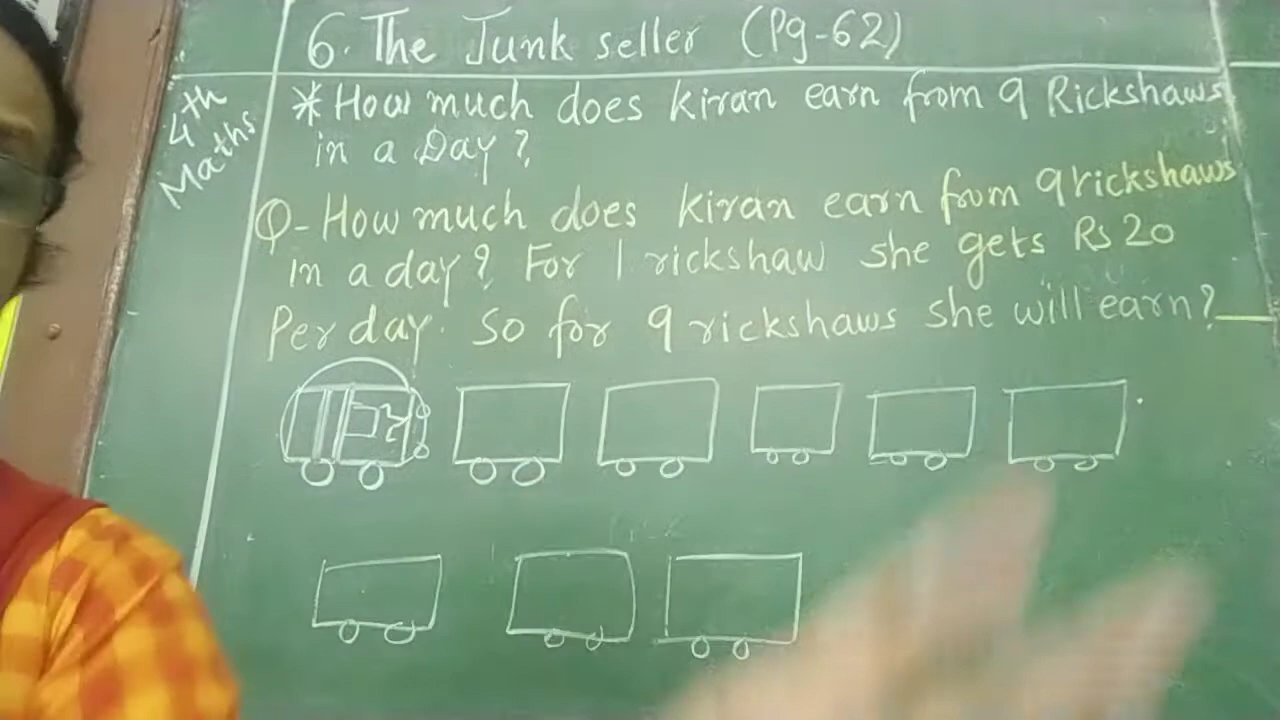 6. The Junk seller (Pg-62)
4th
Maths
* How much does kiran earn from 9 Rickshaws
in a Day?
Q- How much does kiran earn from 9 rickshaws
in a day? For 1 rickshaw she gets Rs 20
Per day. So for 9 rickshaws she will earn?